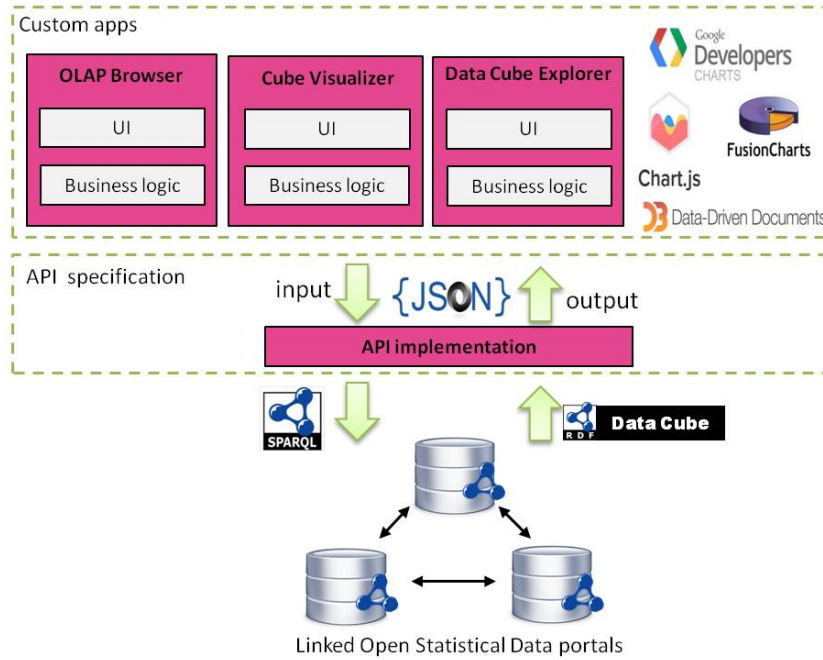 Custom apps
OLAP Browser
UI
Business logic
Cube Visualizer
UI
Business logic
Data Cube Explorer
UI
Business logic
Google
Developers
CHARTS
Chart.js
FusionCharts
D3 Data-Driven Documents
API specification
input
{JSON}
output
API implementation
SPARQL
RDF
Data Cube
Linked Open Statistical Data portals